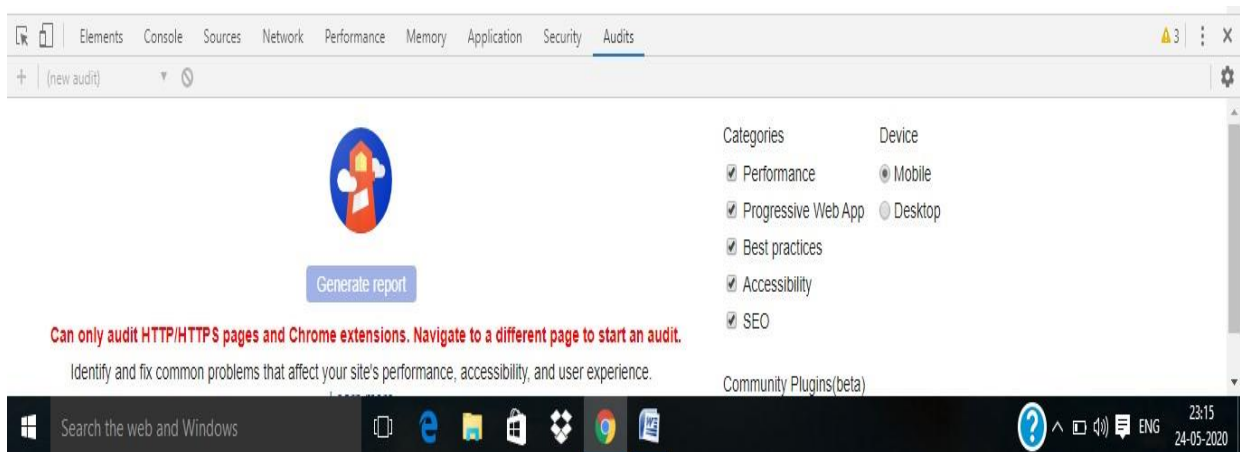 Elements Console Sources Network Performance Memory Application Security Audits 3
(new audit)
Categories Device
Performance Mobile
Progressive Web App Desktop
Best practices
Accessibility
SEO
Generate report
Can only audit HTTP/HTTPS pages and Chrome extensions. Navigate to a different page to start an audit.
Identify and fix common problems that affect your site's performance, accessibility, and user experience.
Learn more
Community Plugins(beta)
Search the web and Windows ENG 23:15
24-05-2020